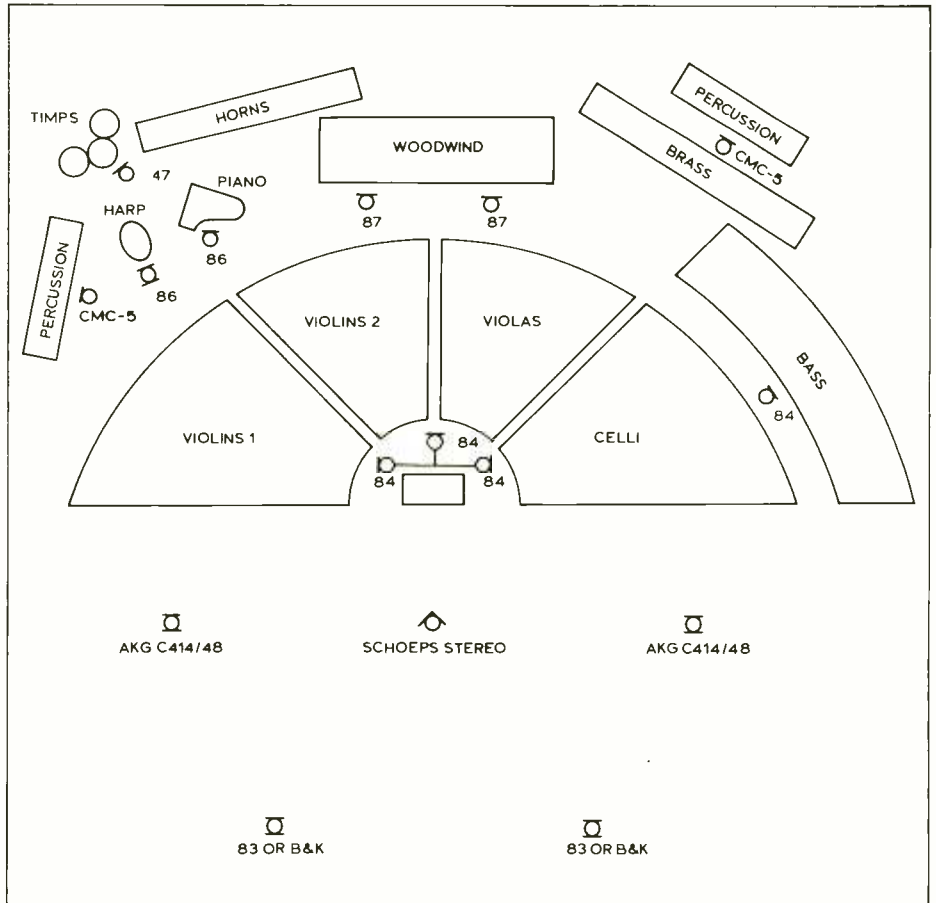 PERCUSSION
HORNS
TIMPS
WOODWIND
BRASS
CMC-5
47
PIANO
HARP
87
87
86
86
PERCUSSION
CMC-5
VIOLINS 2
VIOLAS
BASS
84
VIOLINS 1
84
CELLI
84
84
AKG C414/48
SCHOEPS STEREO
AKG C414/48
83 OR B&K
83 OR B&K